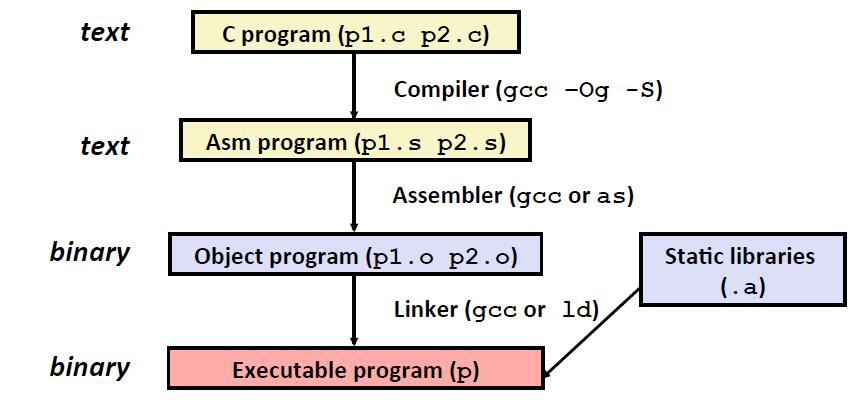 text
C program (p1.c p2.c)
Compiler (gcc –Og -S)
text
Asm program (p1.s p2.s)
Assembler (gcc or as)
binary
Object program (p1.o p2.o)
Static libraries
(.a)
Linker (gcc or ld)
binary
Executable program (p)